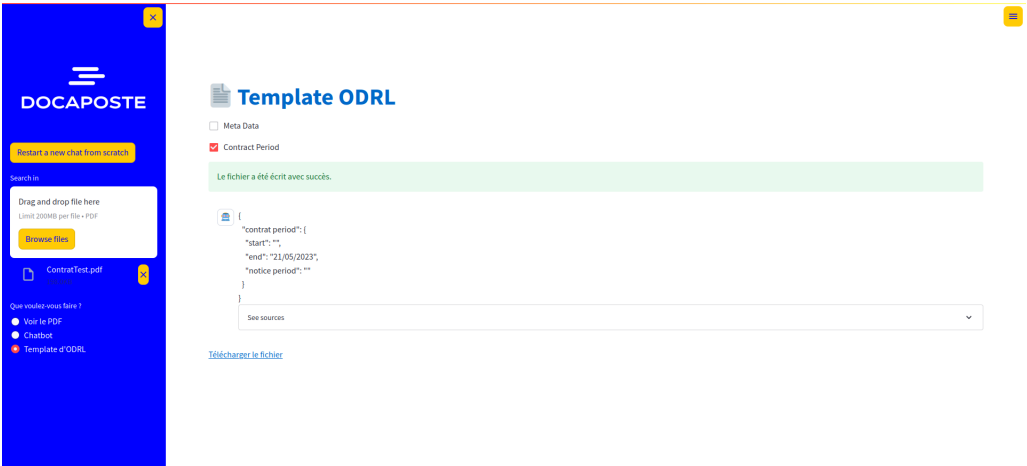 DOCAPOSTE
Restart a new chat from scratch
Search in
Drag and drop file here
Limit 200MB per file • PDF
Browse files
ContratTest.pdf
Que voulez-vous faire ?
Voir le PDF
Chatbot
Template d'ODRL
Template ODRL
Meta Data
Contract Period
Le fichier a été écrit avec succès.
{
"contrat period": {
"start": "",
"end": "21/05/2023",
"notice period": ""
}
}
See sources
Télécharger le fichier